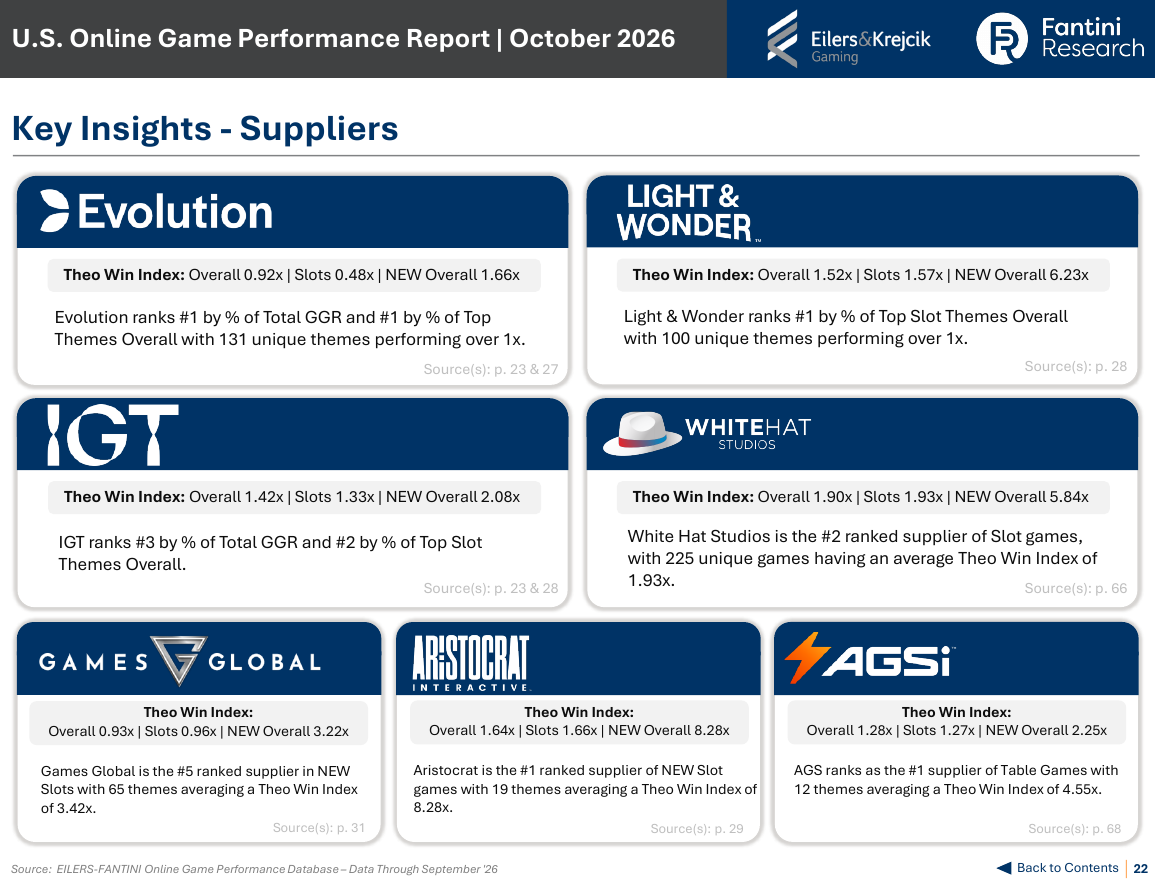 U.S. Online Game Performance Report | October 2026
Eilers&Krejcik
Gaming
Fantini
Research
Key Insights - Suppliers
Evolution
Theo Win Index: Overall 0.92x | Slots 0.48x | NEW Overall 1.66x
Evolution ranks #1 by % of Total GGR and #1 by % of Top
Themes Overall with 131 unique themes performing over 1x.
Source(s): p. 23 & 27
LIGHT &
WONDER™
Theo Win Index: Overall 1.52x | Slots 1.57x | NEW Overall 6.23x
Light & Wonder ranks #1 by % of Top Slot Themes Overall
with 100 unique themes performing over 1x.
Source(s): p. 28
IGT
Theo Win Index: Overall 1.42x | Slots 1.33x | NEW Overall 2.08x
IGT ranks #3 by % of Total GGR and #2 by % of Top Slot
Themes Overall.
Source(s): p. 23 & 28
WHITEHAT
STUDIOS
Theo Win Index: Overall 1.90x | Slots 1.93x | NEW Overall 5.84x
White Hat Studios is the #2 ranked supplier of Slot games,
with 225 unique games having an average Theo Win Index of
1.93x.
Source(s): p. 66
GAMES GLOBAL
Theo Win Index:
Overall 0.93x | Slots 0.96x | NEW Overall 3.22x
Games Global is the #5 ranked supplier in NEW
Slots with 65 themes averaging a Theo Win Index
of 3.42x.
Source(s): p. 31
ARISTOCRAT
INTERACTIVE
Theo Win Index:
Overall 1.64x | Slots 1.66x | NEW Overall 8.28x
Aristocrat is the #1 ranked supplier of NEW Slot
games with 19 themes averaging a Theo Win Index of
8.28x.
Source(s): p. 29
AGSi™
Theo Win Index:
Overall 1.28x | Slots 1.27x | NEW Overall 2.25x
AGS ranks as the #1 supplier of Table Games with
12 themes averaging a Theo Win Index of 4.55x.
Source(s): p. 68
Source: EILERS-FANTINI Online Game Performance Database – Data Through September '26
Back to Contents | 22